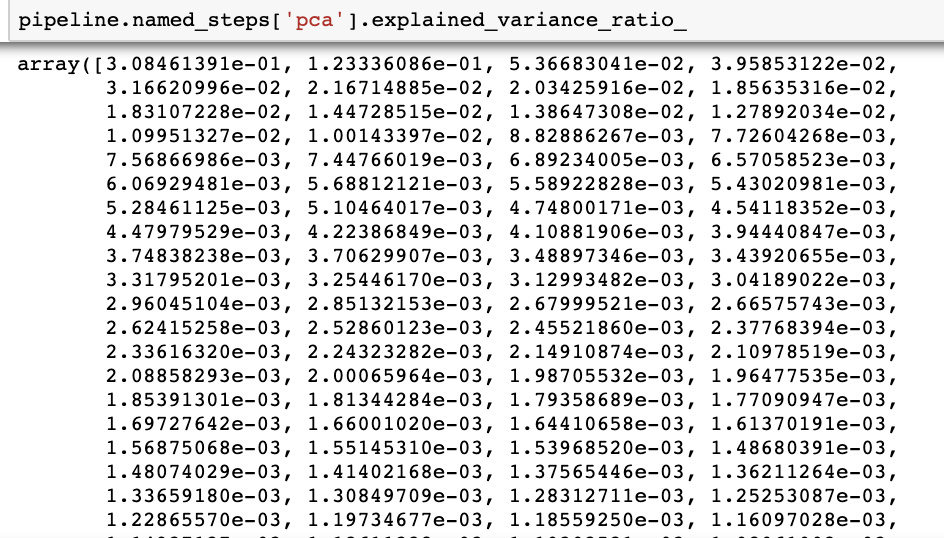 pipeline.named_steps['pca'].explained_variance_ratio_
array([3.08461391e-01, 1.23336086e-01, 5.36683041e-02, 3.95853122e-02,
3.16620996e-02, 2.16714885e-02, 2.03425916e-02, 1.85635316e-02,
1.83107228e-02, 1.44728515e-02, 1.38647308e-02, 1.27892034e-02,
1.09951327e-02, 1.00143397e-02, 8.82886267e-03, 7.72604268e-03,
7.56866986e-03, 7.44766019e-03, 6.89234005e-03, 6.57058523e-03,
6.06929481e-03, 5.68812121e-03, 5.58922828e-03, 5.43020981e-03,
5.28461125e-03, 5.10464017e-03, 4.74800171e-03, 4.54118352e-03,
4.47979529e-03, 4.22386849e-03, 4.10881906e-03, 3.94440847e-03,
3.74838238e-03, 3.70629907e-03, 3.48897346e-03, 3.43920655e-03,
3.31795201e-03, 3.25446170e-03, 3.12993482e-03, 3.04189022e-03,
2.96045104e-03, 2.85132153e-03, 2.67999521e-03, 2.66575743e-03,
2.62415258e-03, 2.52860123e-03, 2.45521860e-03, 2.37768394e-03,
2.33616320e-03, 2.24323282e-03, 2.14910874e-03, 2.10978519e-03,
2.08858293e-03, 2.00065964e-03, 1.98705532e-03, 1.96477535e-03,
1.85391301e-03, 1.81344284e-03, 1.79358689e-03, 1.77090947e-03,
1.69727642e-03, 1.66001020e-03, 1.64410658e-03, 1.61370191e-03,
1.56875068e-03, 1.55145310e-03, 1.53968520e-03, 1.48680391e-03,
1.48074029e-03, 1.41402168e-03, 1.37565446e-03, 1.36211264e-03,
1.33659180e-03, 1.30849709e-03, 1.28312711e-03, 1.25253087e-03,
1.22865570e-03, 1.19734677e-03, 1.18559250e-03, 1.16097028e-03,